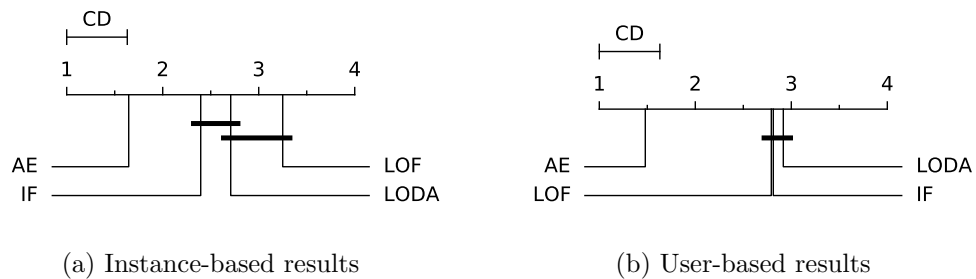 CD
1 2 3 4
AE LOF
IF LODA
(a) Instance-based results
CD
1 2 3 4
AE LODA
LOF IF
(b) User-based results